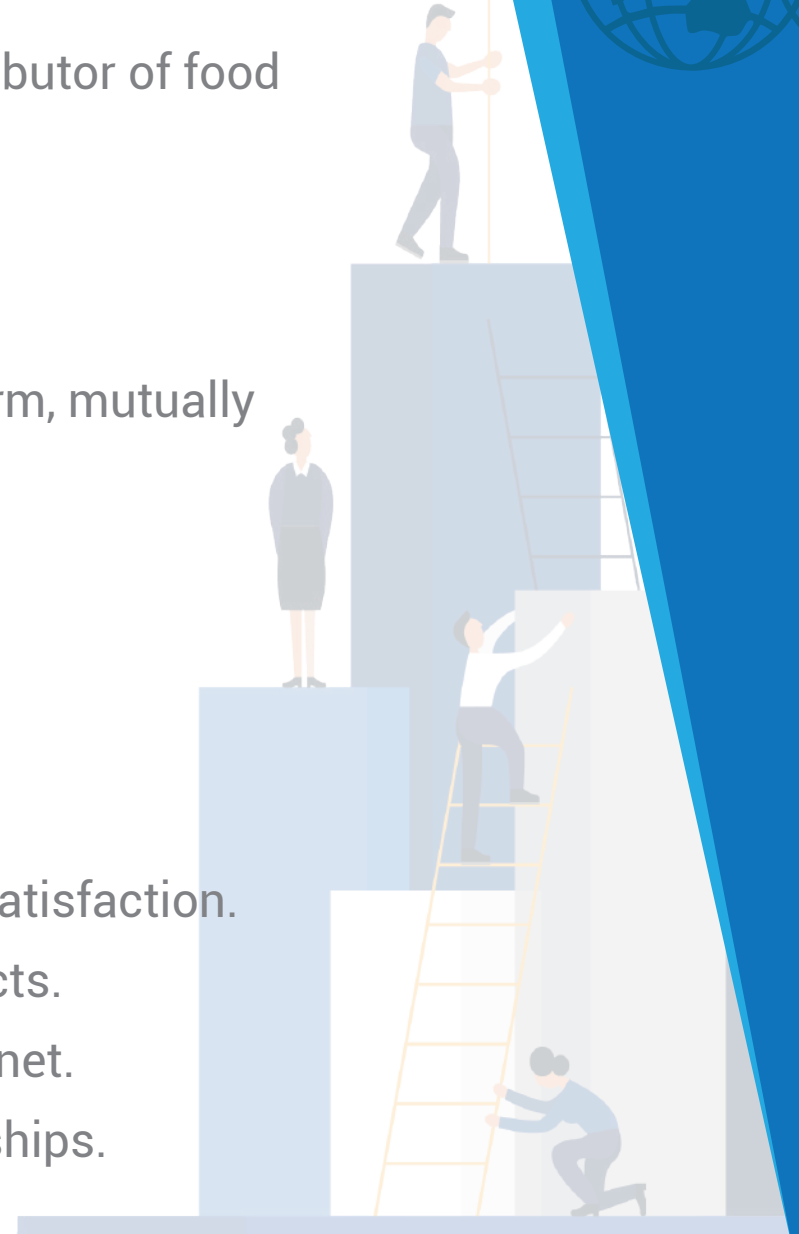 butor of food
rm, mutually
atisfaction.
cts.
net.
ships.